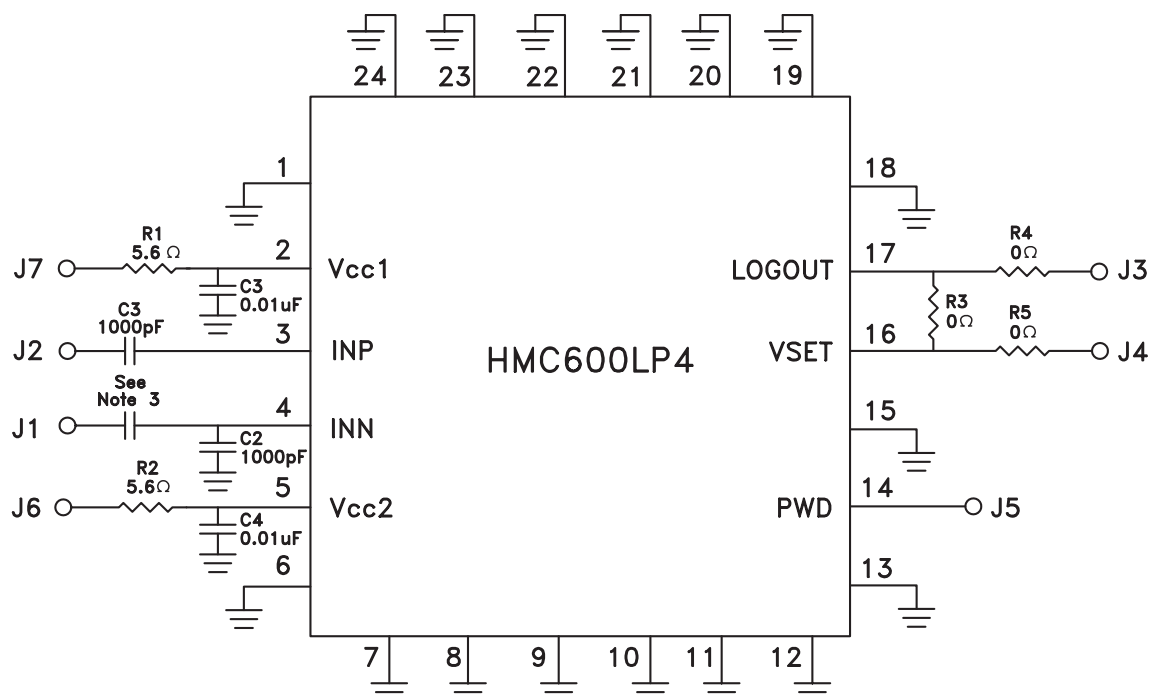 24 23 22 21 20 19
1
18
R1
5.6 Ω
2
J7
Vcc1
C3
0.01uF
LOGOUT
17
R4
0Ω
J3
R3
0Ω
C3
1000pF
3
J2
INP
HMC600LP4
VSET
16
R5
0Ω
J4
See
Note 3
4
J1
INN
C2
1000pF
15
R2
5.6Ω
5
J6
Vcc2
C4
0.01uF
PWD
14
J5
6
13
7 8 9 10 11 12